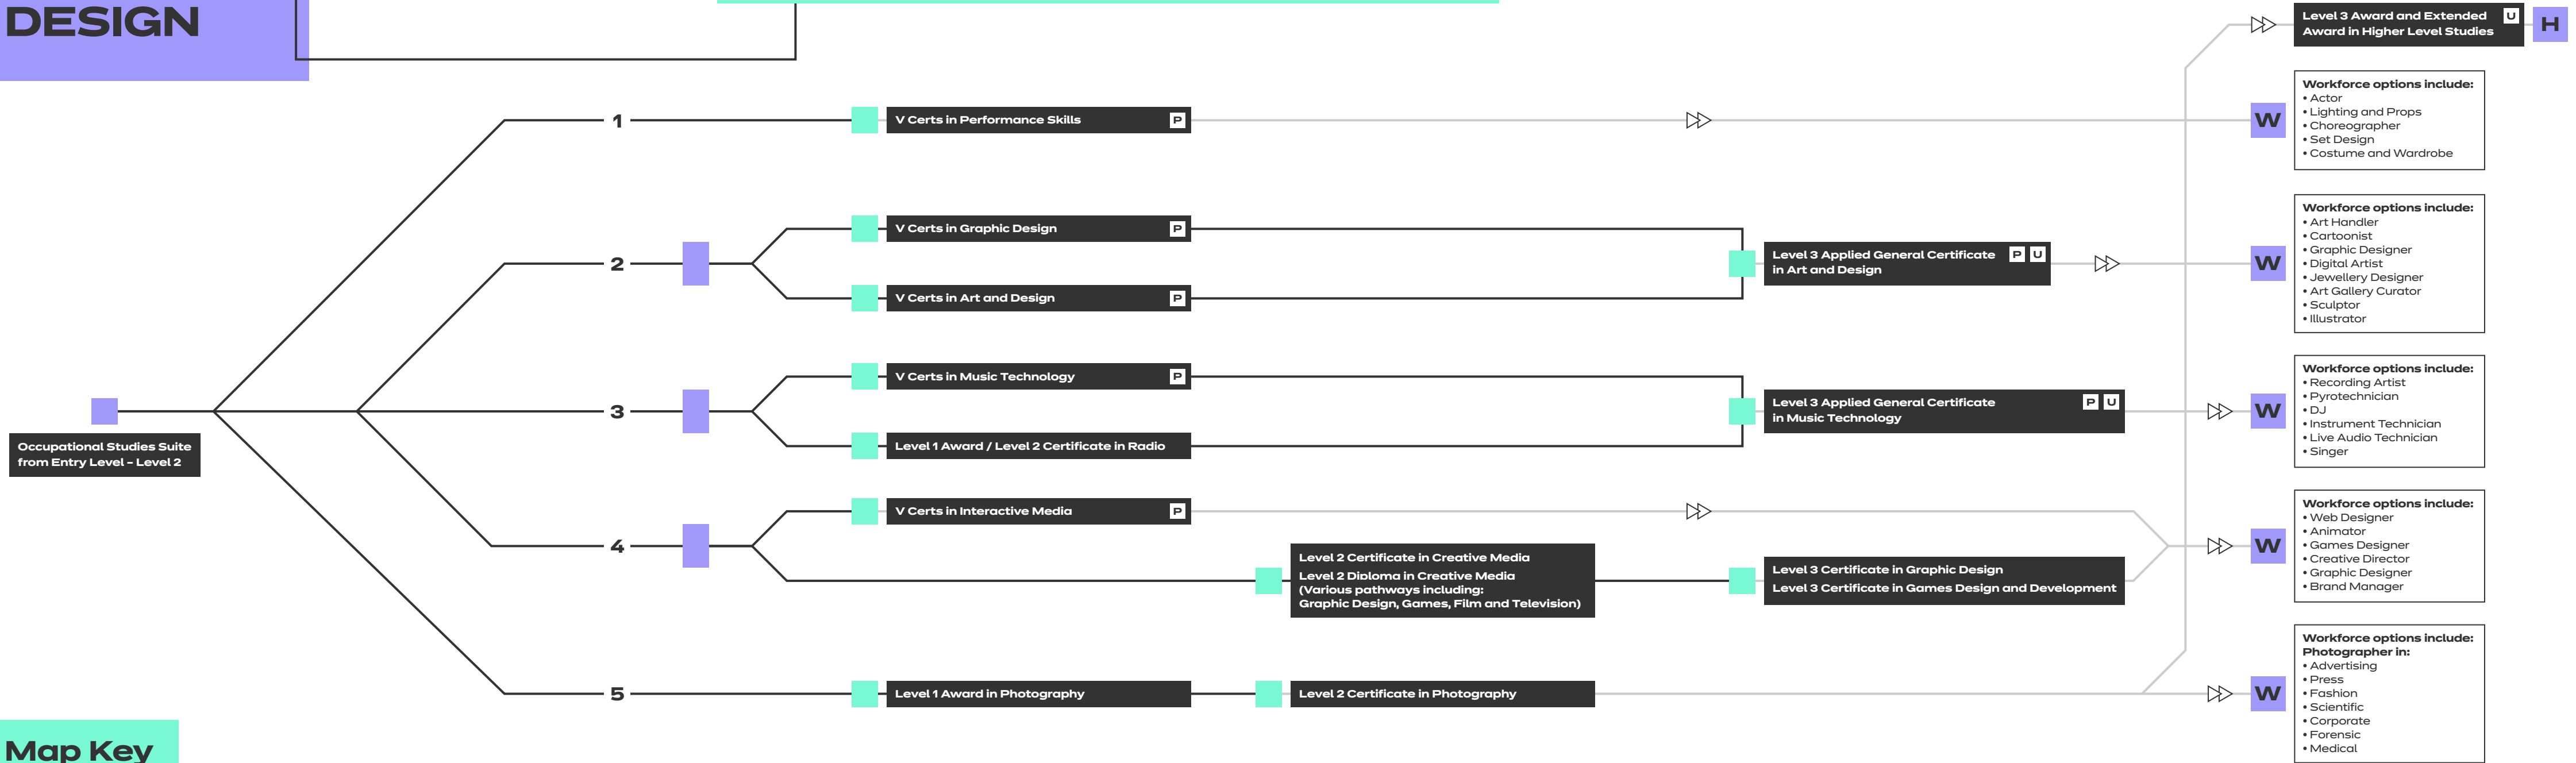 DESIGN
Level 3 Award and Extended U
Award in Higher Level Studies
H
1
V Certs in Performance Skills P
W
Workforce options include:
• Actor
• Lighting and Props
• Choreographer
• Set Design
• Costume and Wardrobe
2
V Certs in Graphic Design P
V Certs in Art and Design P
Level 3 Applied General Certificate P U
in Art and Design
W
Workforce options include:
• Art Handler
• Cartoonist
• Graphic Designer
• Digital Artist
• Jewellery Designer
• Art Gallery Curator
• Sculptor
• Illustrator
Occupational Studies Suite
from Entry Level – Level 2
3
V Certs in Music Technology P
Level 1 Award / Level 2 Certificate in Radio
Level 3 Applied General Certificate P U
in Music Technology
W
Workforce options include:
• Recording Artist
• Pyrotechnician
• DJ
• Instrument Technician
• Live Audio Technician
• Singer
4
V Certs in Interactive Media P
Level 2 Certificate in Creative Media
Level 2 Diploma in Creative Media
(Various pathways including:
Graphic Design, Games, Film and Television)
Level 3 Certificate in Graphic Design
Level 3 Certificate in Games Design and Development
W
Workforce options include:
• Web Designer
• Animator
• Games Designer
• Creative Director
• Graphic Designer
• Brand Manager
5
Level 1 Award in Photography
Level 2 Certificate in Photography
W
Workforce options include:
Photographer in:
• Advertising
• Press
• Fashion
• Scientific
• Corporate
• Forensic
• Medical
Map Key